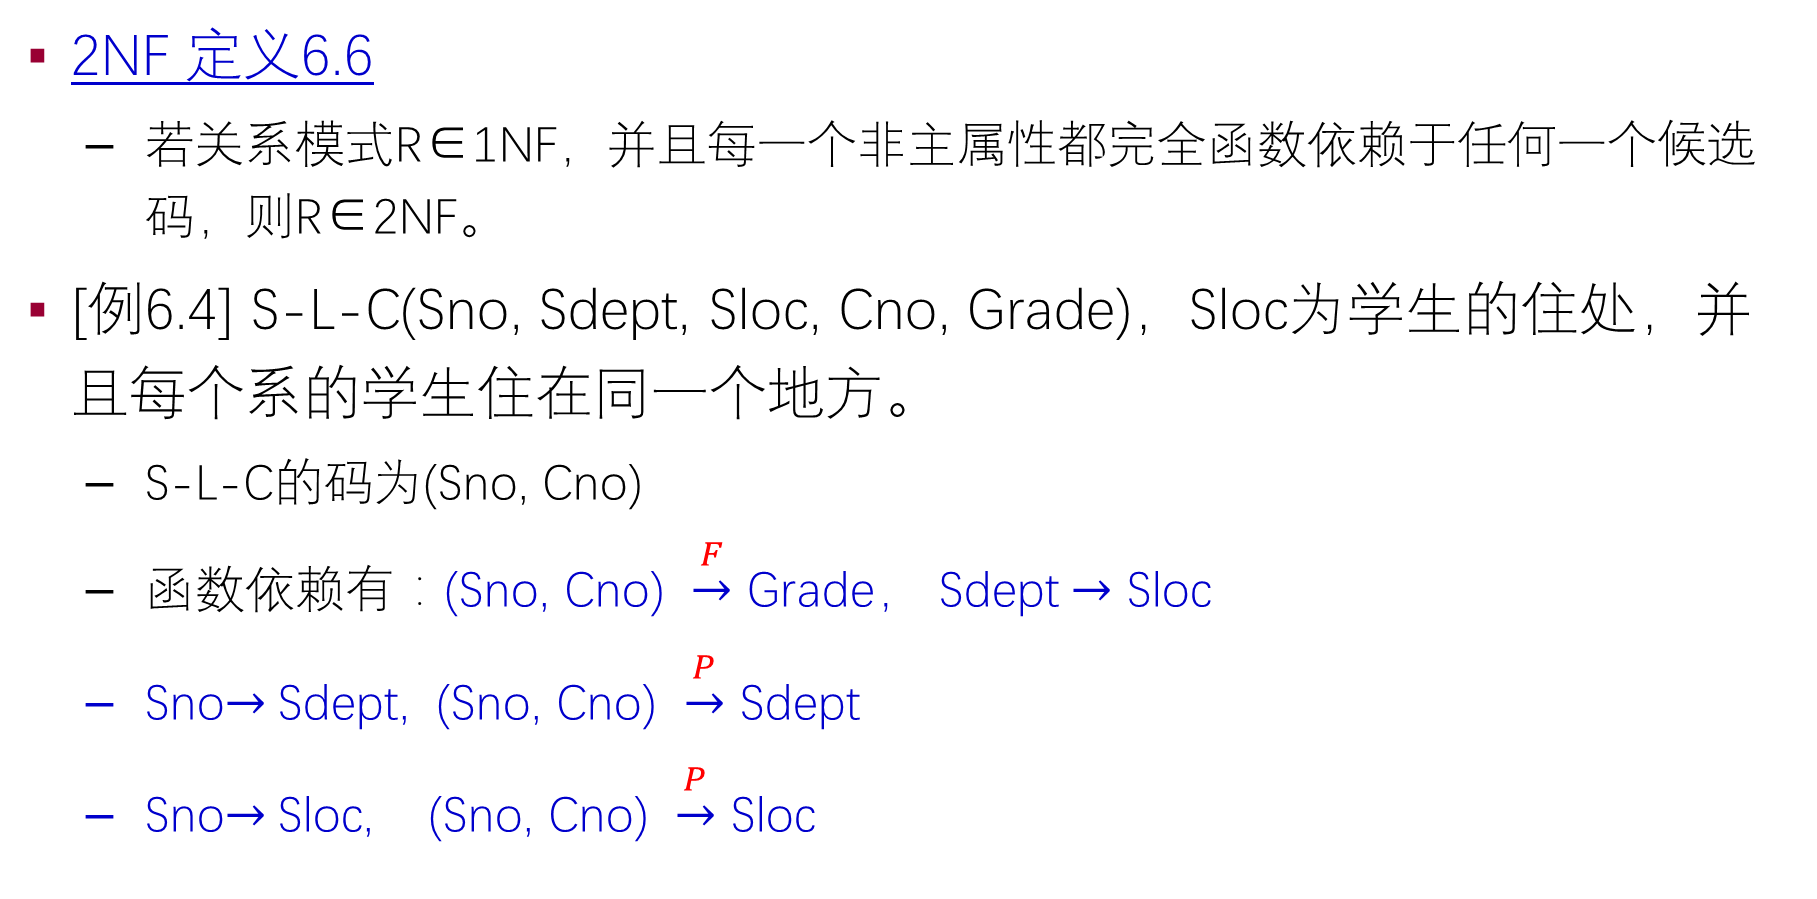 ▪ 2NF 定义6.6
– 若关系模式R∈1NF，并且每一个非主属性都完全函数依赖于任何一个候选
码，则R∈2NF。
▪ [例6.4] S-L-C(Sno, Sdept, Sloc, Cno, Grade)，Sloc为学生的住处，并
且每个系的学生住在同一个地方。
– S-L-C的码为(Sno, Cno)
F
– 函数依赖有：(Sno, Cno) → Grade， Sdept → Sloc
P
– Sno→ Sdept, (Sno, Cno) → Sdept
P
– Sno→ Sloc, (Sno, Cno) → Sloc